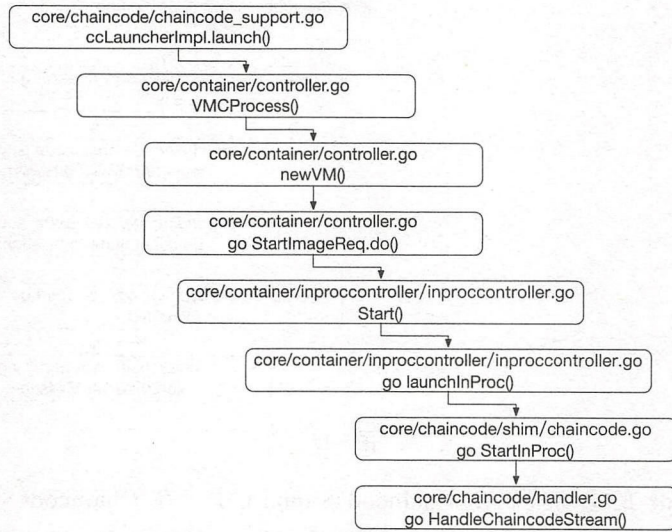 core/chaincode/chaincode_support.go
ccLauncherImpl.launch()
core/container/controller.go
VMCProcess()
core/container/controller.go
newVM()
core/container/controller.go
go StartImageReq.do()
core/container/inproccontroller/inproccontroller.go
Start()
core/container/inproccontroller/inproccontroller.go
go launchInProc()
core/chaincode/shim/chaincode.go
go StartInProc()
core/chaincode/handler.go
go HandleChaincodeStream()